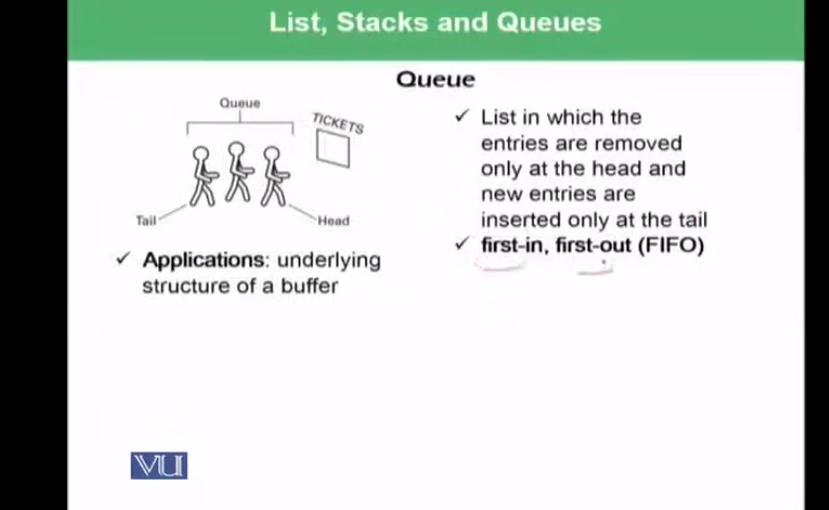 List, Stacks and Queues
Queue
Queue
TICKETS
Tail
Head
✓ Applications: underlying
structure of a buffer
✓ List in which the
entries are removed
only at the head and
new entries are
inserted only at the tail
✓ first-in, first-out (FIFO)
VU